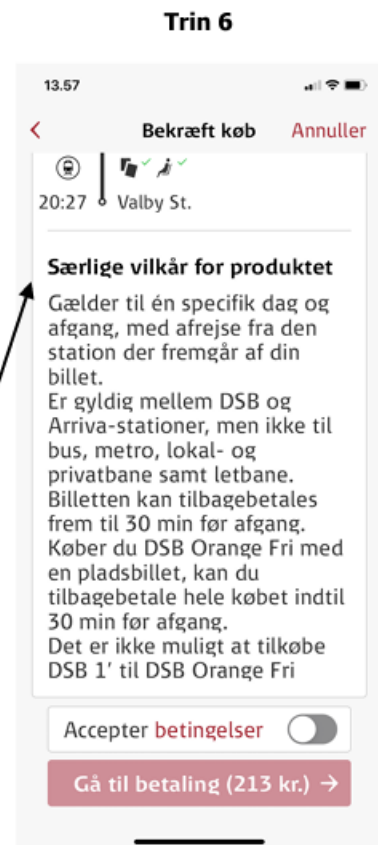 Trin 6
13.57
Bekræft køb
Annuller
20:27 Valby St.
Særlige vilkår for produktet
Gælder til én specifik dag og
afgang, med afrejse fra den
station der fremgår af din
billet.
Er gyldig mellem DSB og
Arriva-stationer, men ikke til
bus, metro, lokal- og
privatbane samt letbane.
Billetten kan tilbagebetales
frem til 30 min før afgang.
Køber du DSB Orange Fri med
en pladsbillet, kan du
tilbagebetale hele købet indtil
30 min før afgang.
Det er ikke muligt at tilkøbe
DSB 1' til DSB Orange Fri
Accepter betingelser
Gå til betaling (213 kr.) →